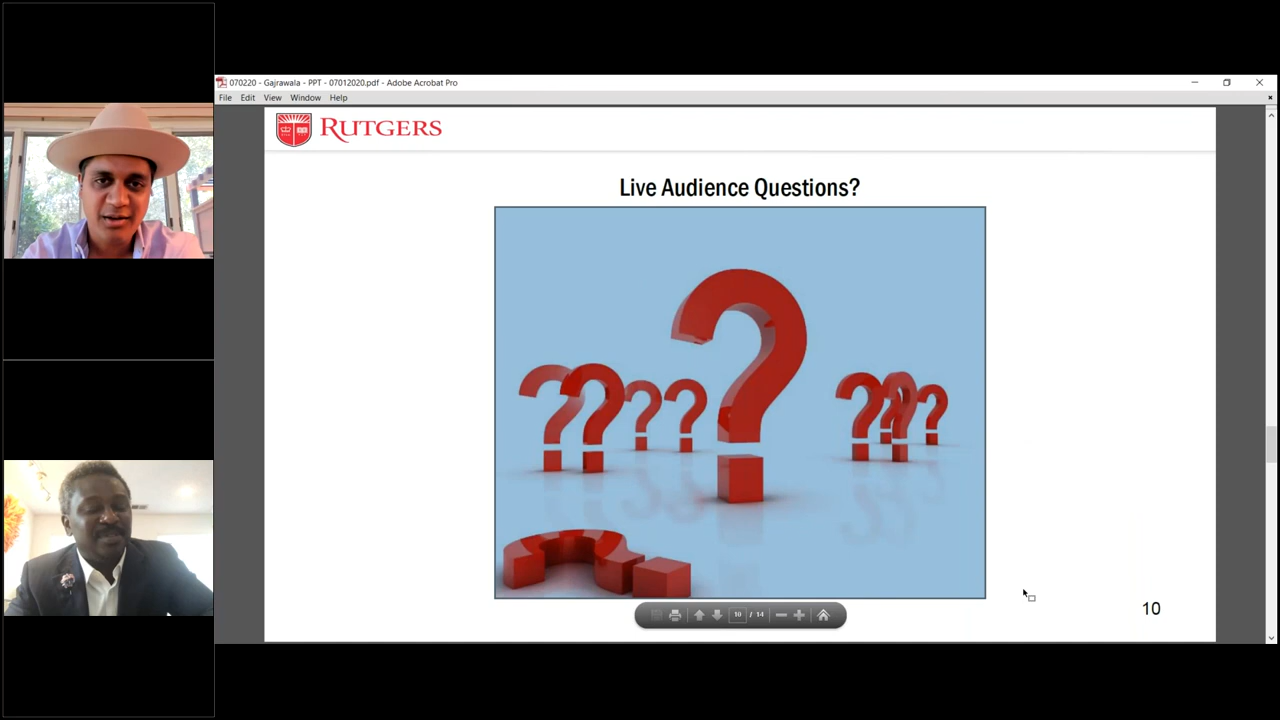 070220 - Gajrawala - PPT - 07012020.pdf - Adobe Acrobat Pro
File Edit View Window Help
RUTGERS
Live Audience Questions?
10 / 14
10